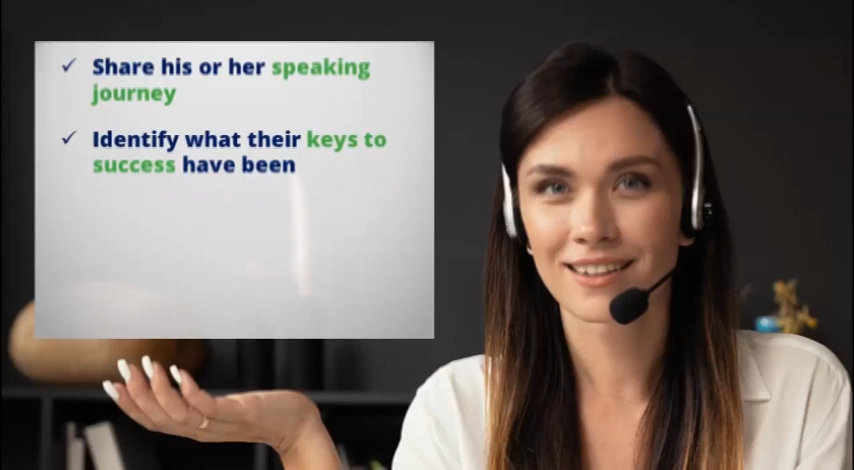 ✓ Share his or her speaking
journey
✓ Identify what their keys to
success have been